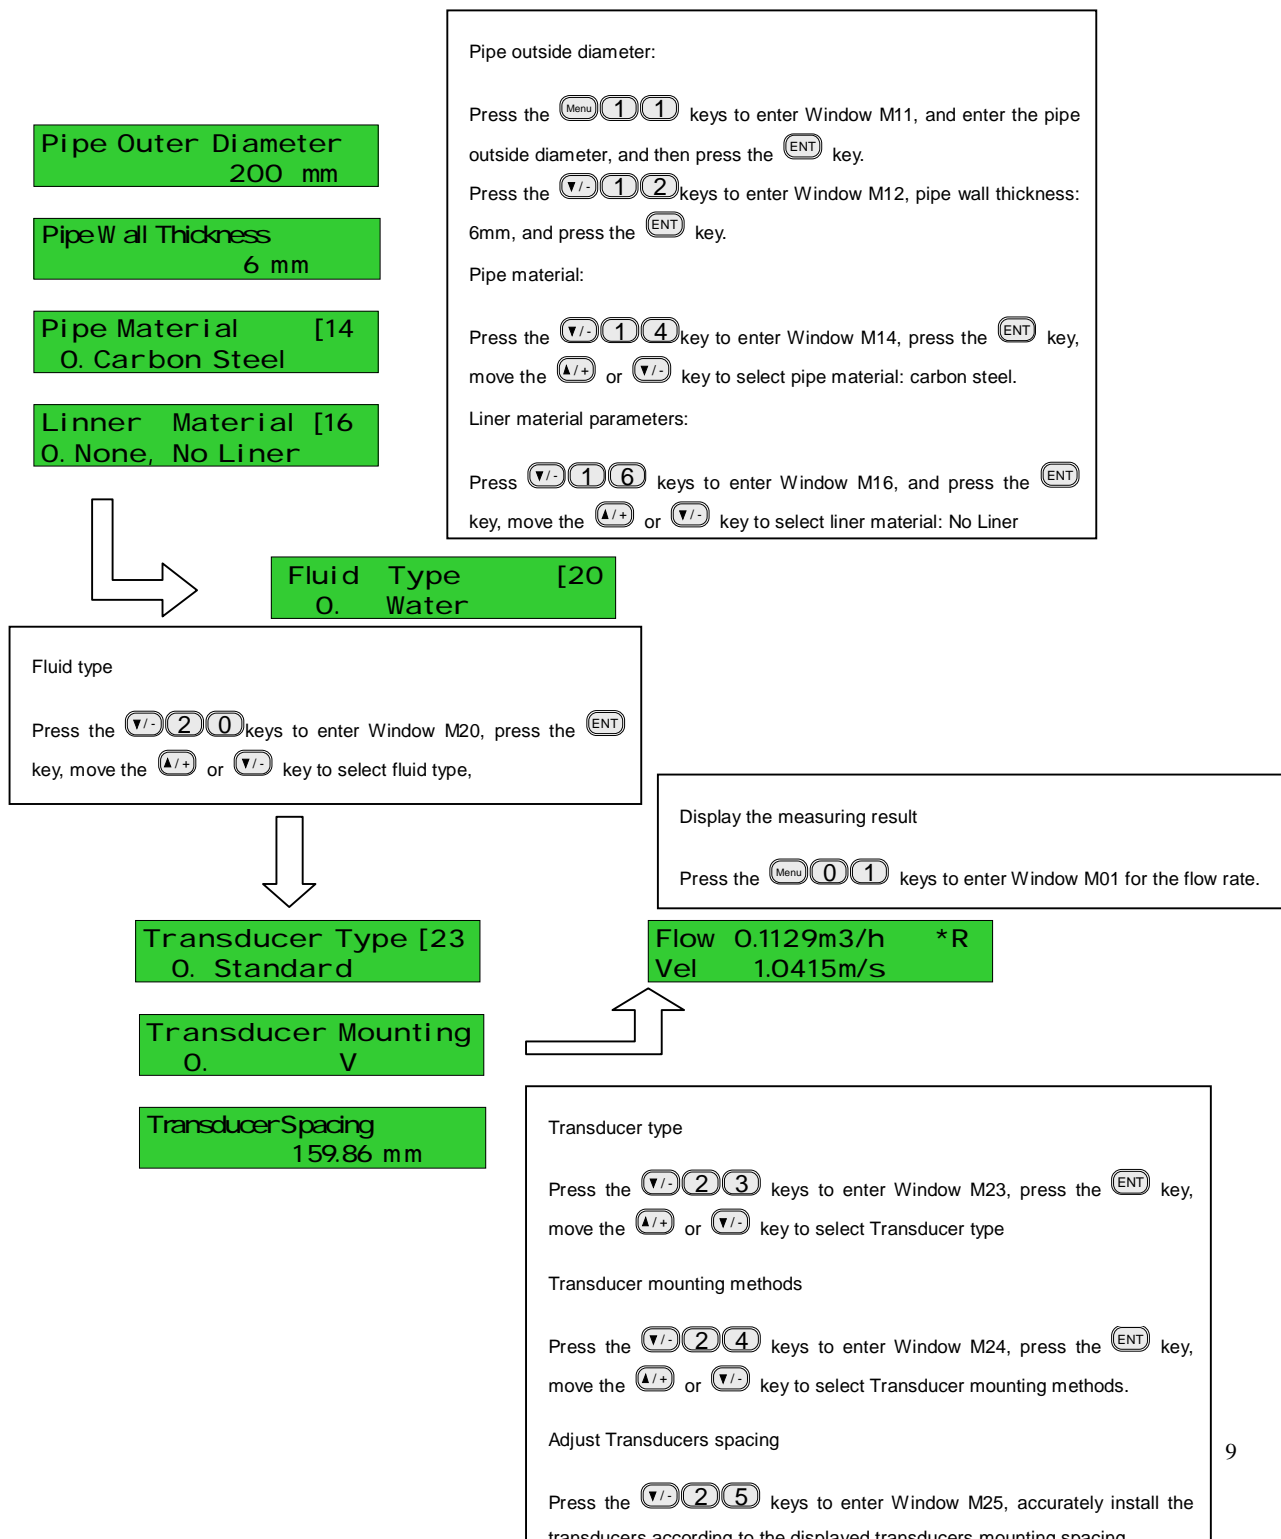 Pipe outside diameter:
Press the Menu 1 1 keys to enter Window M11, and enter the pipe
outside diameter, and then press the ENT key.
Press the ▼/- 1 2 keys to enter Window M12, pipe wall thickness:
6mm, and press the ENT key.
Pipe material:
Press the ▼/- 1 4 key to enter Window M14, press the ENT key,
move the ▲/+ or ▼/- key to select pipe material: carbon steel.
Liner material parameters:
Press ▼/- 1 6 keys to enter Window M16, and press the ENT
key, move the ▲/+ or ▼/- key to select liner material: No Liner
Pipe Outer Diameter
200 mm
Pipe Wall Thickness
6 mm
Pipe Material [14
0. Carbon Steel
Linner Material [16
0. None, No Liner
Fluid Type [20
0. Water
Fluid type
Press the ▼/- 2 0 keys to enter Window M20, press the ENT
key, move the ▲/+ or ▼/- key to select fluid type,
Display the measuring result
Press the Menu 0 1 keys to enter Window M01 for the flow rate.
Transducer Type [23
0. Standard
Flow 0.1129m3/h *R
Vel 1.0415m/s
Transducer Mounting
0. V
Transducer Spacing
159.86 mm
Transducer type
Press the ▼/- 2 3 keys to enter Window M23, press the ENT key,
move the ▲/+ or ▼/- key to select Transducer type
Transducer mounting methods
Press the ▼/- 2 4 keys to enter Window M24, press the ENT key,
move the ▲/+ or ▼/- key to select Transducer mounting methods.
Adjust Transducers spacing
Press the ▼/- 2 5 keys to enter Window M25, accurately install the
transducers according to the displayed transducers mounting spacing
9